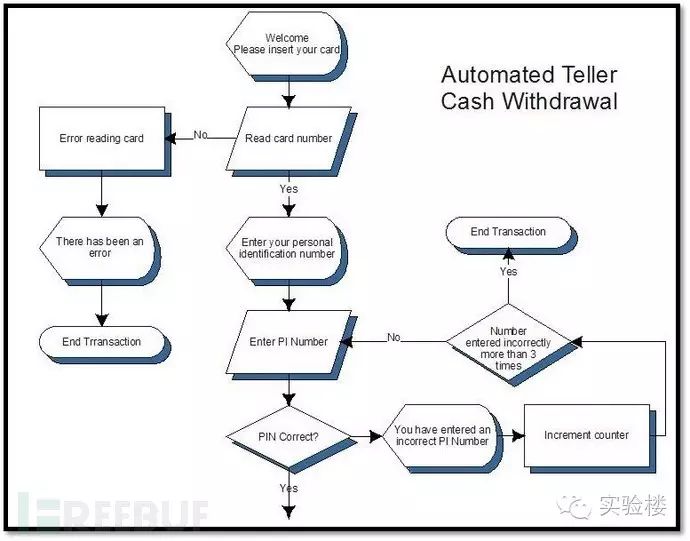 Welcome
Please insert your card
Automated Teller
Cash Withdrawal
Error reading card
No
Read card number
Yes
There has been an
error
Enter your personal
identification number
End Transaction
Yes
End Trransaction
Enter PI Number
No
Number
entered incorrectly
more than 3
times
PIN Correct?
You have entered an
incorrect PI Number
Increment counter
Yes
FREEBUF
实验楼